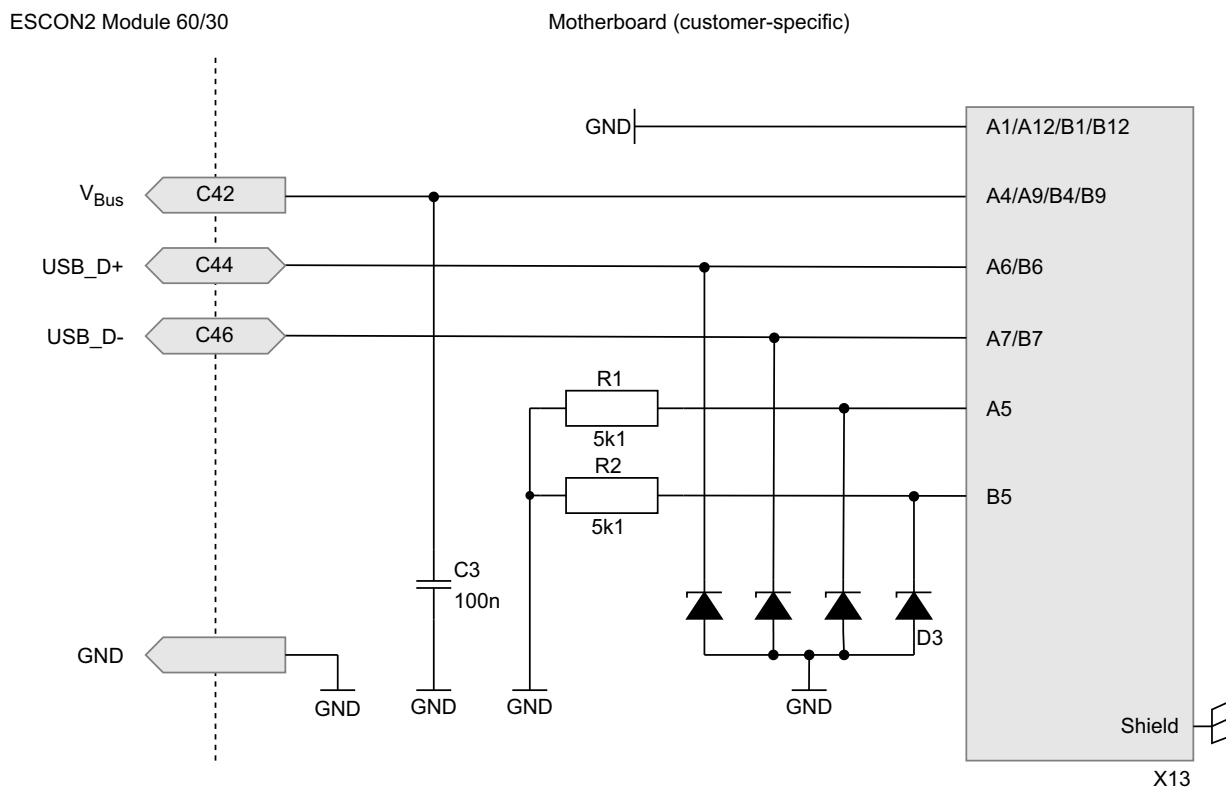 ESCON2 Module 60/30
Motherboard (customer-specific)
GND
A1/A12/B1/B12
VBus
C42
A4/A9/B4/B9
USB_D+
C44
A6/B6
USB_D-
C46
A7/B7
R1
A5
5k1
R2
B5
5k1
C3
100n
D3
GND
GND
GND
GND
GND
Shield
X13